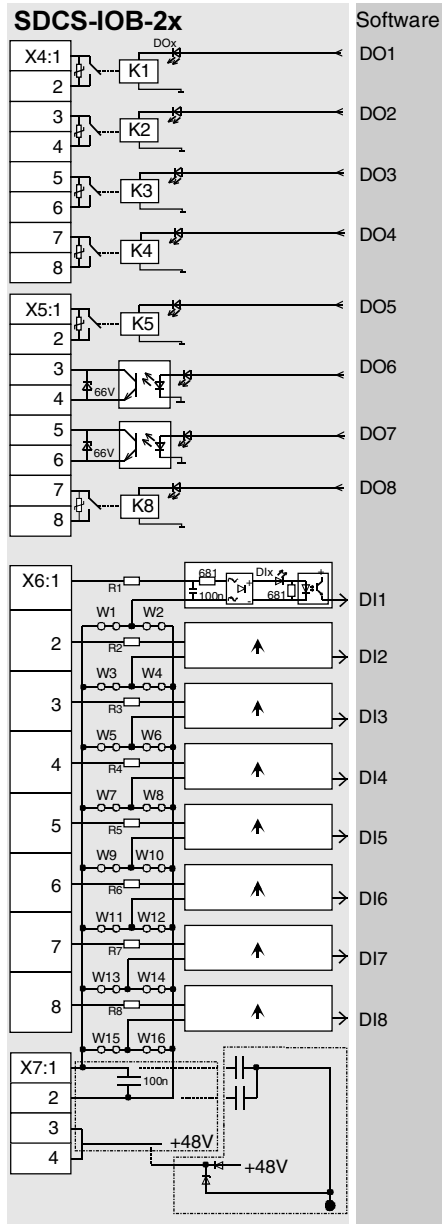 SDCS-IOB-2x Software
X4:1 K1 DOx DO1
2
3 K2 DO2
4
5 K3 DO3
6
7 K4 DO4
8
X5:1 K5 DO5
2
3 66V DO6
4
5 66V DO7
6
7 K8 DO8
8
X6:1 R1 681 100n DIx 681 DI1
+
-
+
W1 W2
2 R2 DI2
W3 W4
3 R3 DI3
W5 W6
4 R4 DI4
W7 W8
5 R5 DI5
W9 W10
6 R6 DI6
W11 W12
7 R7 DI7
W13 W14
8 R8 DI8
W15 W16
X7:1
100n
2
3
+48V
4
+48V